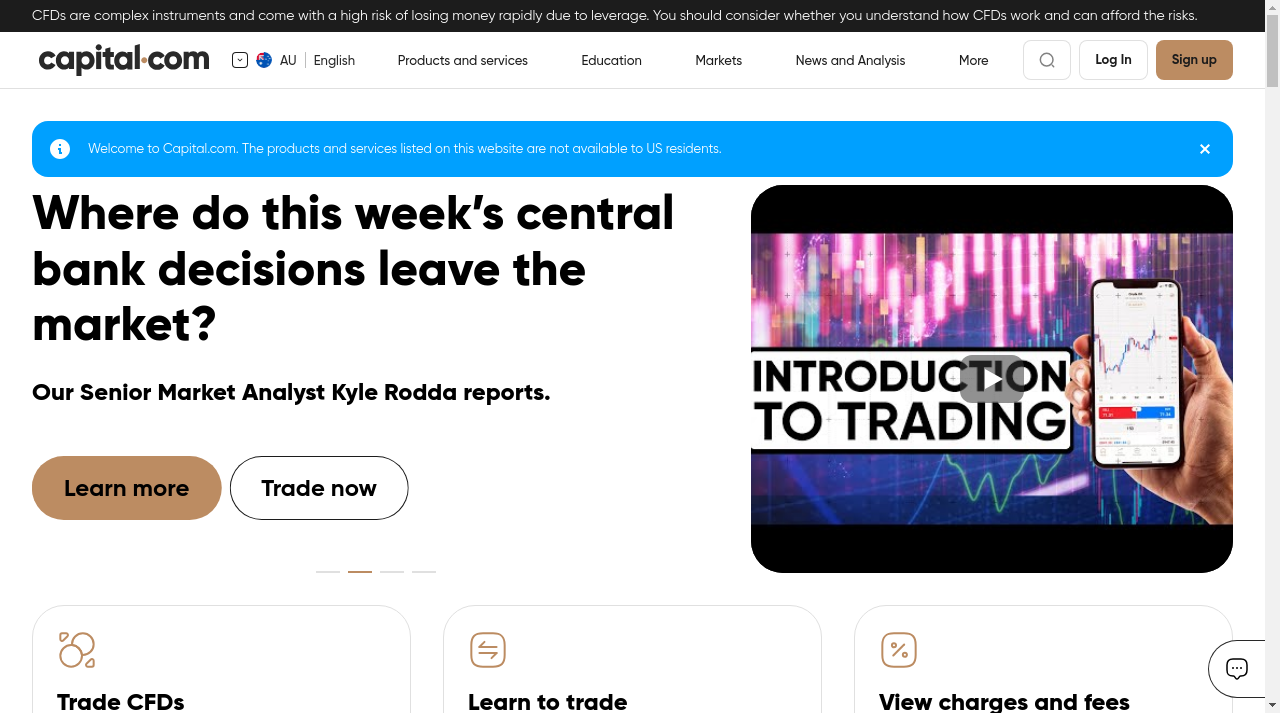 CFDs are complex instruments and come with a high risk of losing money rapidly due to leverage. You should consider whether you understand how CFDs work and can afford the risks.
capital.com
AU English
Products and services
Education
Markets
News and Analysis
More
Log In
Sign up
Welcome to Capital.com. The products and services listed on this website are not available to US residents.
Where do this week’s central
bank decisions leave the
market?
Our Senior Market Analyst Kyle Rodda reports.
Learn more
Trade now
INTRODUCTION
TO TRADING
Trade CFDs
Learn to trade
View charges and fees